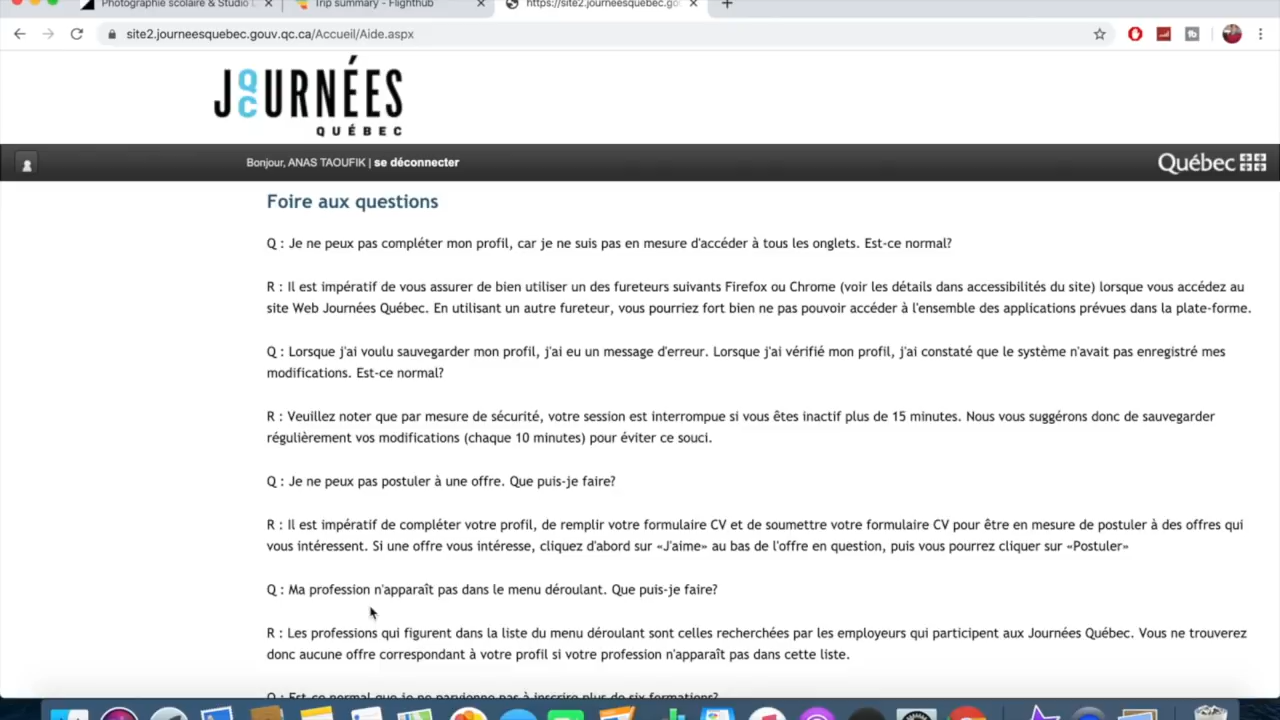 Photographie scolaire & Studio
Trip summary - Flighthub
https://site2.journeesquebec.go
site2.journeesquebec.gouv.qc.ca/Accueil/Aide.aspx
JOURNÉES
QC
QUÉBEC
Bonjour, ANAS TAOUFIK | se déconnecter
Québec
Foire aux questions
Q : Je ne peux pas compléter mon profil, car je ne suis pas en mesure d'accéder à tous les onglets. Est-ce normal?
R : Il est impératif de vous assurer de bien utiliser un des fureteurs suivants Firefox ou Chrome (voir les détails dans accessibilités du site) lorsque vous accédez au
site Web Journées Québec. En utilisant un autre fureteur, vous pourriez fort bien ne pas pouvoir accéder à l'ensemble des applications prévues dans la plate-forme.
Q : Lorsque j'ai voulu sauvegarder mon profil, j'ai eu un message d'erreur. Lorsque j'ai vérifié mon profil, j'ai constaté que le système n'avait pas enregistré mes
modifications. Est-ce normal?
R : Veuillez noter que par mesure de sécurité, votre session est interrompue si vous êtes inactif plus de 15 minutes. Nous vous suggérons donc de sauvegarder
régulièrement vos modifications (chaque 10 minutes) pour éviter ce souci.
Q : Je ne peux pas postuler à une offre. Que puis-je faire?
R : Il est impératif de compléter votre profil, de remplir votre formulaire CV et de soumettre votre formulaire CV pour être en mesure de postuler à des offres qui
vous intéressent. Si une offre vous intéresse, cliquez d'abord sur «J'aime» au bas de l'offre en question, puis vous pourrez cliquer sur «Postuler»
Q : Ma profession n'apparaît pas dans le menu déroulant. Que puis-je faire?
R : Les professions qui figurent dans la liste du menu déroulant sont celles recherchées par les employeurs qui participent aux Journées Québec. Vous ne trouverez
donc aucune offre correspondant à votre profil si votre profession n'apparaît pas dans cette liste.
Q : Est-ce normal que je ne parvienne pas à inscrire plus de six formations?